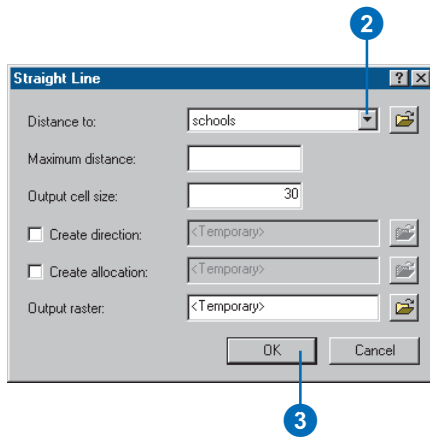 2
Straight Line ? ×
Distance to: schools
Maximum distance:
Output cell size: 30
Create direction: <Temporary>
Create allocation: <Temporary>
Output raster: <Temporary>
OK Cancel
3